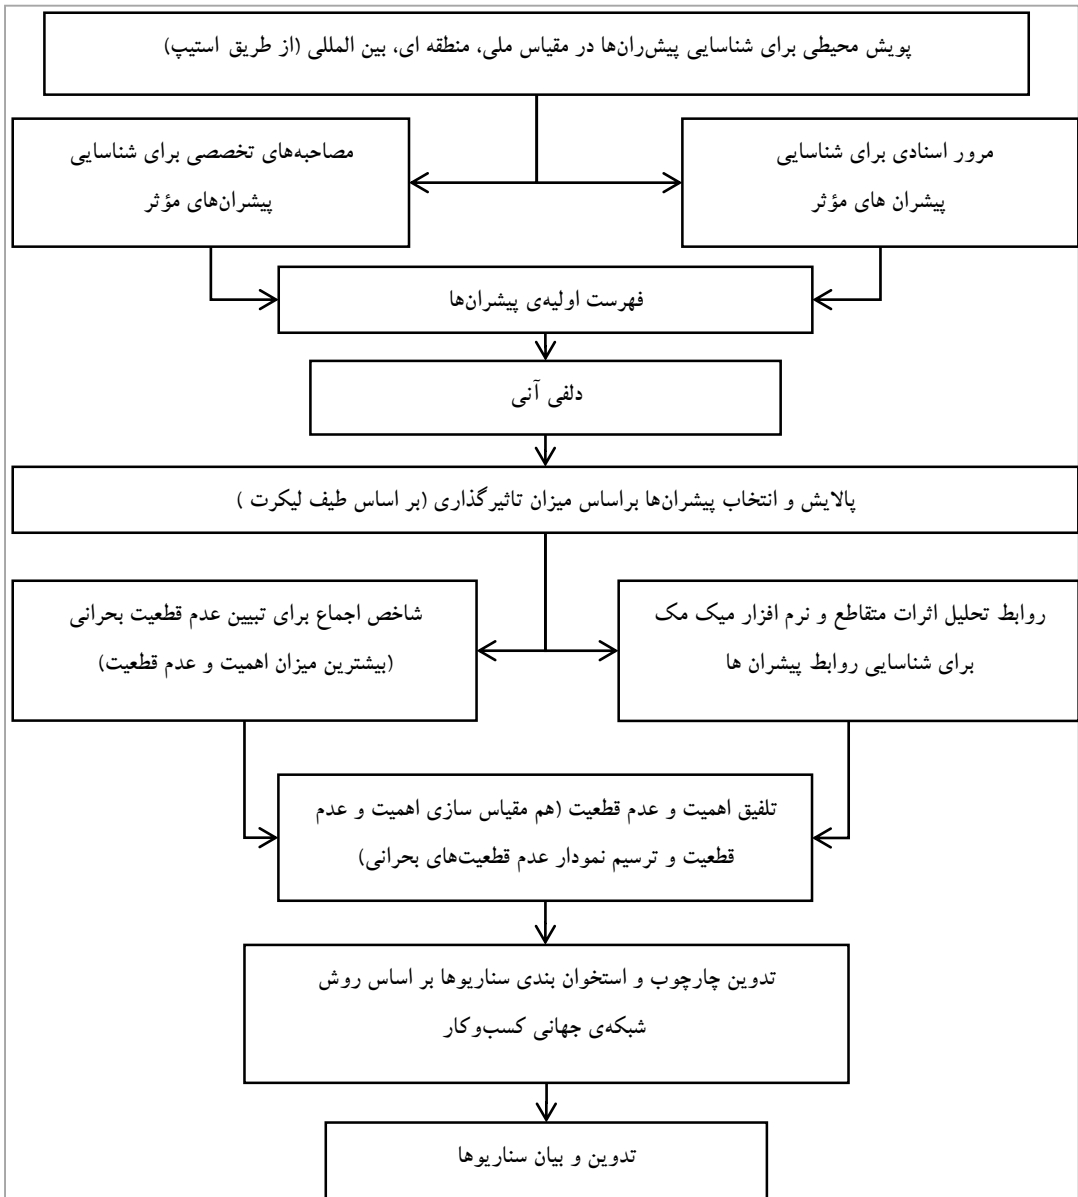 پویش محیطی برای شناسایی پیش‌ران‌ها در مقیاس ملی، منطقه ای، بین المللی (از طریق استیپ)
مرور اسنادی برای شناسایی
پیشران های مؤثر
مصاحبه‌های تخصصی برای شناسایی
پیشران‌های مؤثر
فهرست اولیه‌ی پیشران‌ها
دلفی آنی
پالایش و انتخاب پیشران‌ها براساس میزان تاثیرگذاری (بر اساس طیف لیکرت )
روابط تحلیل اثرات متقاطع و نرم افزار میک مک
برای شناسایی روابط پیشران ها
شاخص اجماع برای تبیین عدم قطعیت بحرانی
(بیشترین میزان اهمیت و عدم قطعیت)
تلفیق اهمیت و عدم قطعیت (هم مقیاس سازی اهمیت و عدم
قطعیت و ترسیم نمودار عدم قطعیت‌های بحرانی)
تدوین چارچوب و استخوان بندی سناریوها بر اساس روش
شبکه‌ی جهانی کسب‌وکار
تدوین و بیان سناریوها